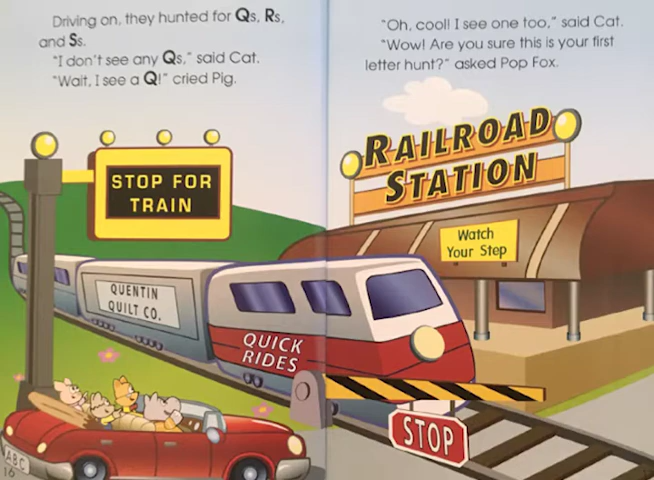 Driving on, they hunted for Qs, Rs,
and Ss.
"I don't see any Qs," said Cat.
"Wait, I see a Q!" cried Pig.
"Oh, cool! I see one too," said Cat.
"Wow! Are you sure this is your first
letter hunt?" asked Pop Fox.
STOP FOR
TRAIN
RAILROAD
STATION
Watch
Your Step
QUENTIN
QUILT CO.
QUICK
RIDES
STOP
ABC
16